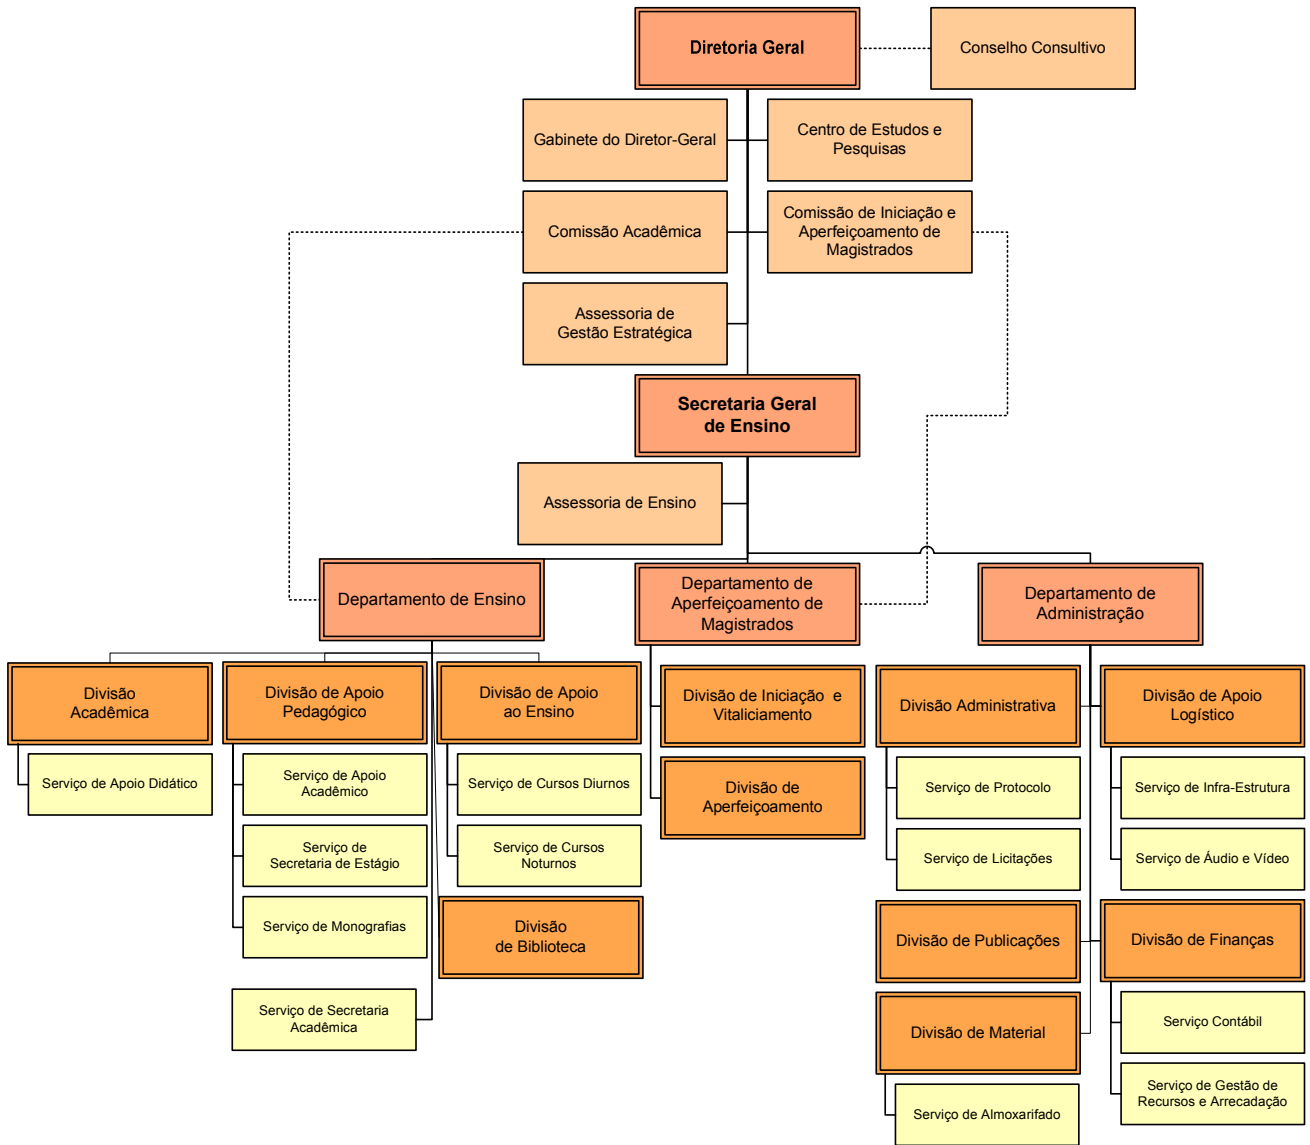 Diretoria Geral
Conselho Consultivo
Gabinete do Diretor-Geral
Centro de Estudos e
Pesquisas
Comissão Acadêmica
Comissão de Iniciação e
Aperfeiçoamento de
Magistrados
Assessoria de
Gestão Estratégica
Secretaria Geral
de Ensino
Assessoria de Ensino
Departamento de Ensino
Departamento de
Aperfeiçoamento de
Magistrados
Departamento de
Administração
Divisão
Acadêmica
Divisão de Apoio
Pedagógico
Divisão de Apoio
ao Ensino
Divisão de Iniciação e
Vitaliciamento
Divisão Administrativa
Divisão de Apoio
Logístico
Serviço de Apoio Didático
Serviço de Apoio
Acadêmico
Serviço de Cursos Diurnos
Divisão de
Aperfeiçoamento
Serviço de Protocolo
Serviço de Infra-Estrutura
Serviço de
Secretaria de Estágio
Serviço de Cursos
Noturnos
Serviço de Licitações
Serviço de Áudio e Vídeo
Serviço de Monografias
Divisão
de Biblioteca
Divisão de Publicações
Divisão de Finanças
Serviço de Secretaria
Acadêmica
Divisão de Material
Serviço Contábil
Serviço de Almoxarifado
Serviço de Gestão de
Recursos e Arrecadação